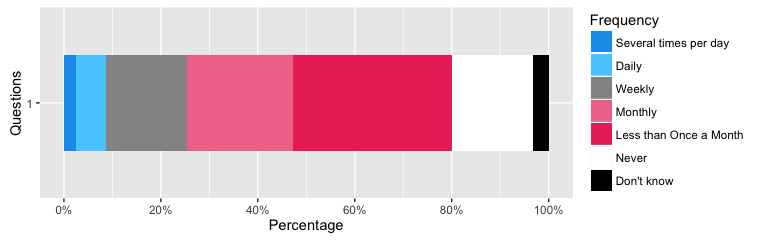 Frequency
Several times per day
Daily
Weekly
Monthly
Less than Once a Month
Never
Don't know
Questions
1
0%
20%
40%
60%
80%
100%
Percentage